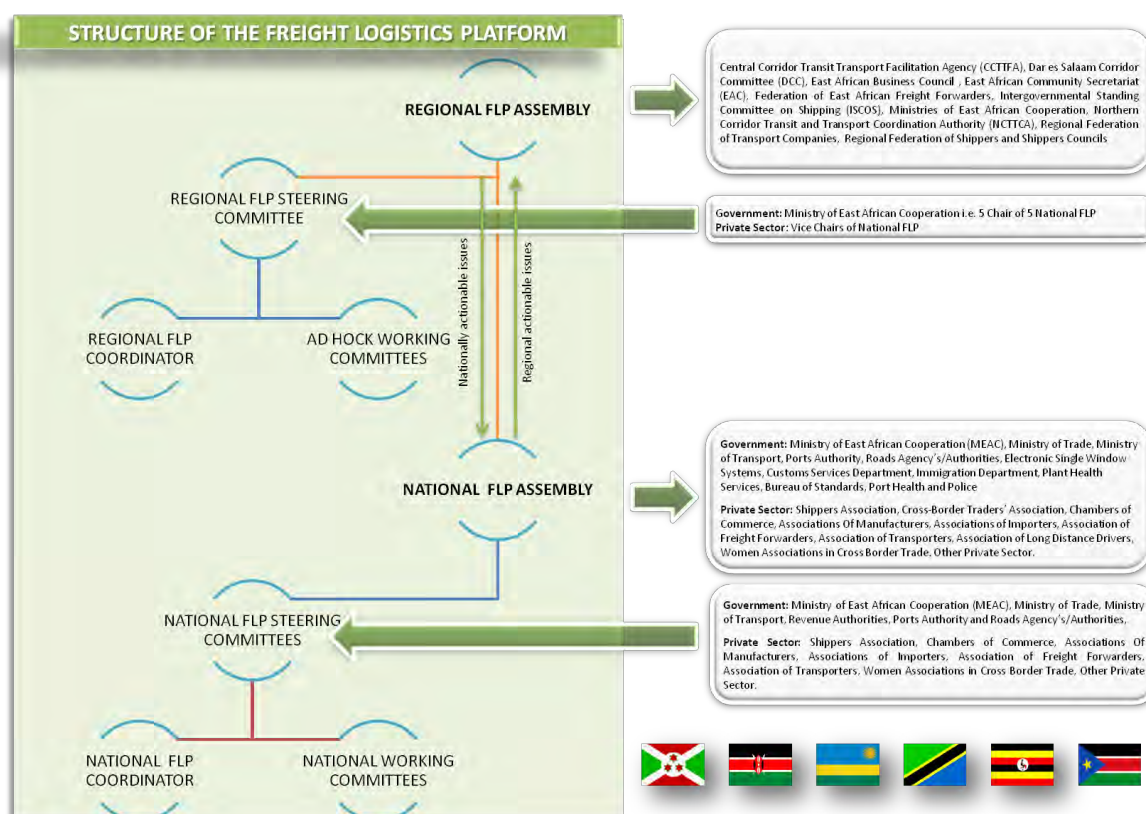 STRUCTURE OF THE FREIGHT LOGISTICS PLATFORM
REGIONAL FLP ASSEMBLY
Central Corridor Transit Transport Facilitation Agency (CCTTFA), Dar es Salaam Corridor
Committee (DCC), East African Business Council , East African Community Secretariat
(EAC), Federation of East African Freight Forwarders, Intergovernmental Standing
Committee on Shipping (ISCOS), Ministries of East African Cooperation, Northern
Corridor Transit and Transport Coordination Authority (NCTTCA), Regional Federation
of Transport Companies, Regional Federation of Shippers and Shippers Councils
REGIONAL FLP STEERING
COMMITTEE
Government: Ministry of East African Cooperation i.e. 5 Chair of 5 National FLP
Private Sector: Vice Chairs of National FLP
Nationally actionable issues
Regional actionable issues
REGIONAL FLP
COORDINATOR
AD HOCK WORKING
COMMITTEES
NATIONAL FLP ASSEMBLY
Government: Ministry of East African Cooperation (MEAC), Ministry of Trade, Ministry
of Transport, Ports Authority, Roads Agency's/Authorities, Electronic Single Window
Systems, Customs Services Department, Immigration Department, Plant Health
Services, Bureau of Standards, Port Health and Police
Private Sector: Shippers Association, Cross-Border Traders' Association, Chambers of
Commerce, Associations Of Manufacturers, Associations of Importers, Association of
Freight Forwarders, Association of Transporters, Association of Long Distance Drivers,
Women Associations in Cross Border Trade, Other Private Sector.
NATIONAL FLP STEERING
COMMITTEES
Government: Ministry of East African Cooperation (MEAC), Ministry of Trade, Ministry
of Transport, Revenue Authorities, Ports Authority and Roads Agency's/Authorities,
Private Sector: Shippers Association, Chambers of Commerce, Associations Of
Manufacturers, Associations of Importers, Association of Freight Forwarders,
Association of Transporters, Women Associations in Cross Border Trade, Other Private
Sector.
NATIONAL FLP
COORDINATOR
NATIONAL WORKING
COMMITTEES